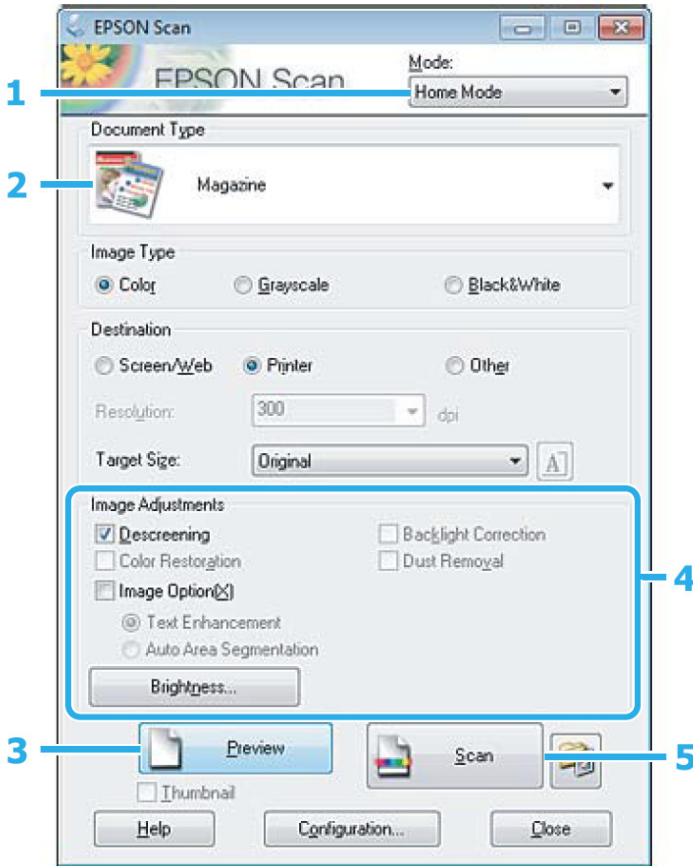 EPSON Scan
EPSON Scan
Mode:
1
Home Mode
Document Type
2
Magazine
Image Type
Color Grayscale Black&White
Destination
Screen/Web Printer Other
Resolution: 300 dpi
Target Size: Original A
Image Adjustments
Descreening Backlight Correction
Color Restoration Dust Removal
Image Option(X)
4
Text Enhancement
Auto Area Segmentation
Brightness...
3 Preview Scan 5
Thumbnail
Help Configuration... Close